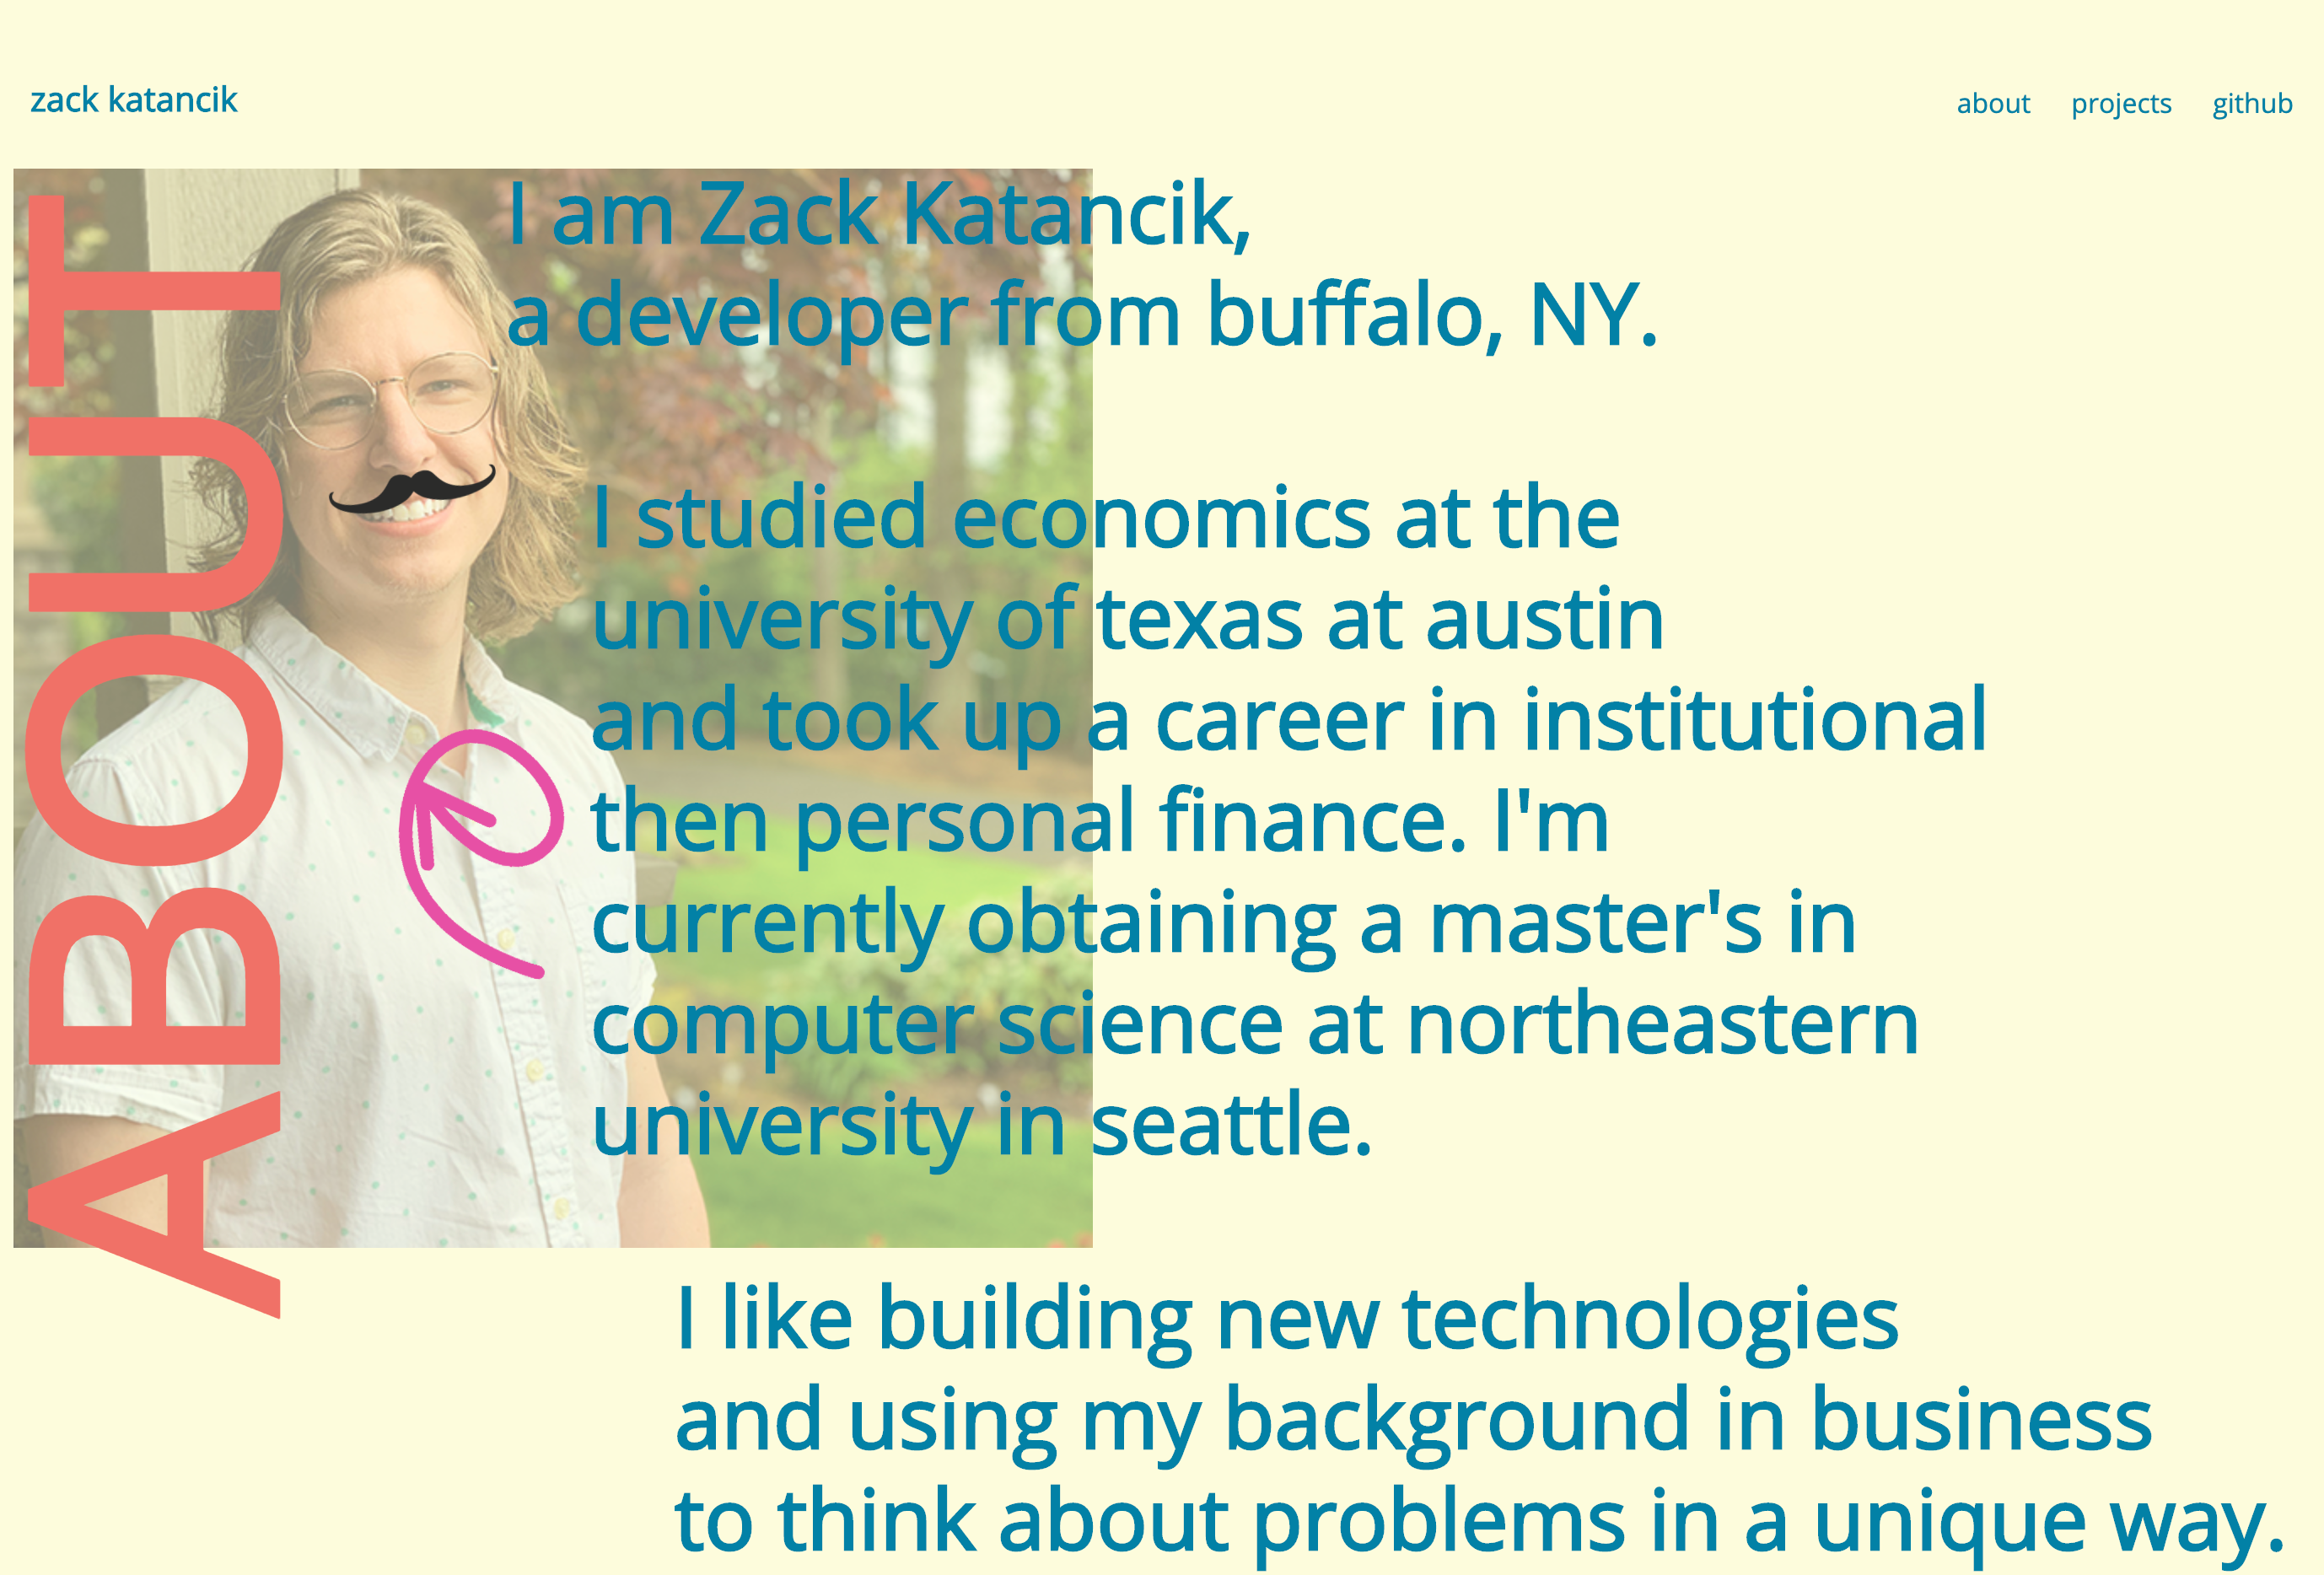 zack katancik
about projects github
ABOUT
I am Zack Katancik,
a developer from buffalo, NY.
I studied economics at the
university of texas at austin
and took up a career in institutional
then personal finance. I'm
currently obtaining a master's in
computer science at northeastern
university in seattle.
I like building new technologies
and using my background in business
to think about problems in a unique way.